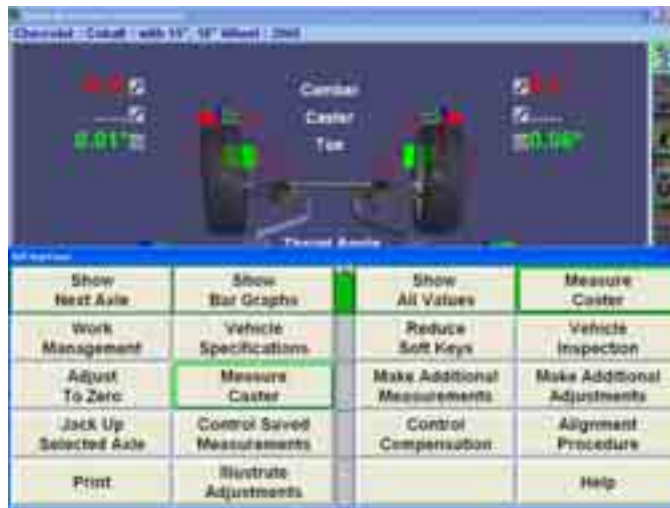 Chevrolet : Cobalt : with 15", 16" Wheel : 2005
Camber
Caster
0.01° Toe 0.06°
Thrust Angle
Show Show Show Measure
Next Axle Bar Graphs All Values Caster
Work Vehicle Reduce Vehicle
Management Specifications Soft Keys Inspection
Adjust Measure Make Additional Make Additional
To Zero Caster Measurements Adjustments
Jack Up Control Saved Control Alignment
Selected Axle Measurements Compensation Procedure
Print Illustrate Help
Adjustments